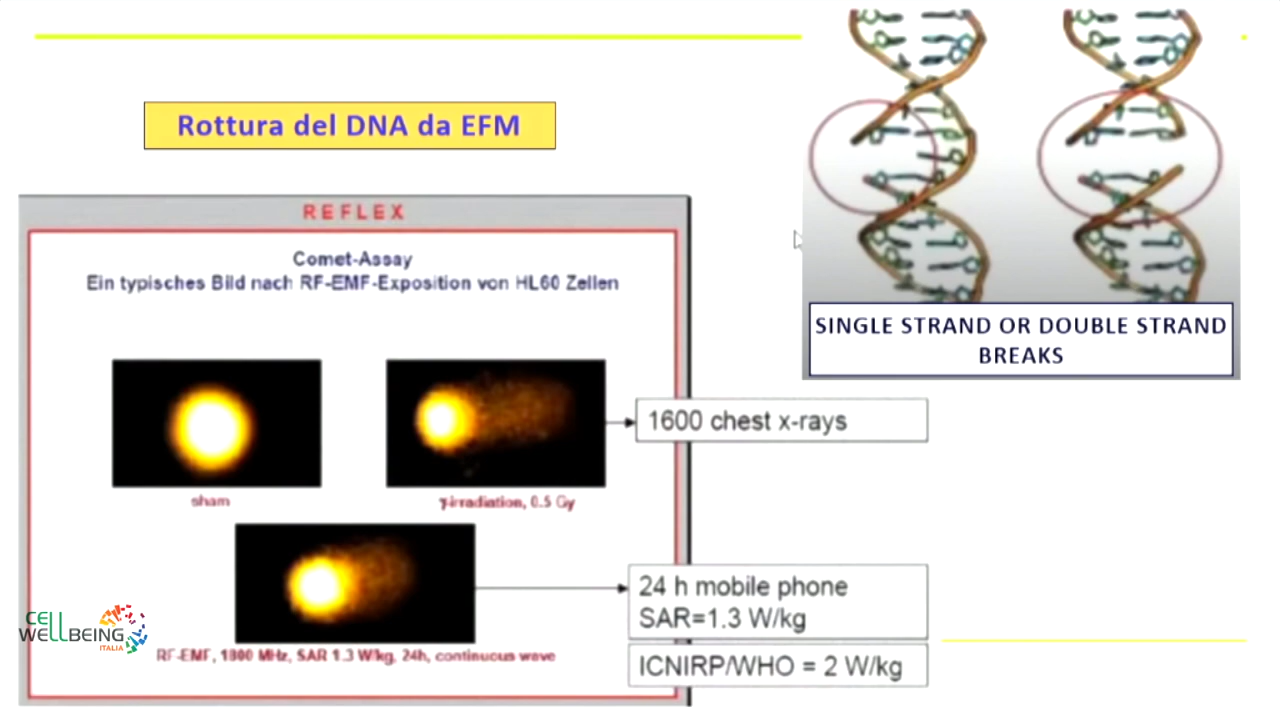 Rottura del DNA da EFM
REFLEX
Comet-Assay
Ein typisches Bild nach RF-EMF-Exposition von HL60 Zellen
sham
γ-irradiation, 0.5 Gy
RF-EMF, 1800 MHz, SAR 1.3 W/kg, 24h, continuous wave
SINGLE STRAND OR DOUBLE STRAND
BREAKS
1600 chest x-rays
24 h mobile phone
SAR=1.3 W/kg
ICNIRP/WHO = 2 W/kg
CELL
WELLBEING
ITALIA